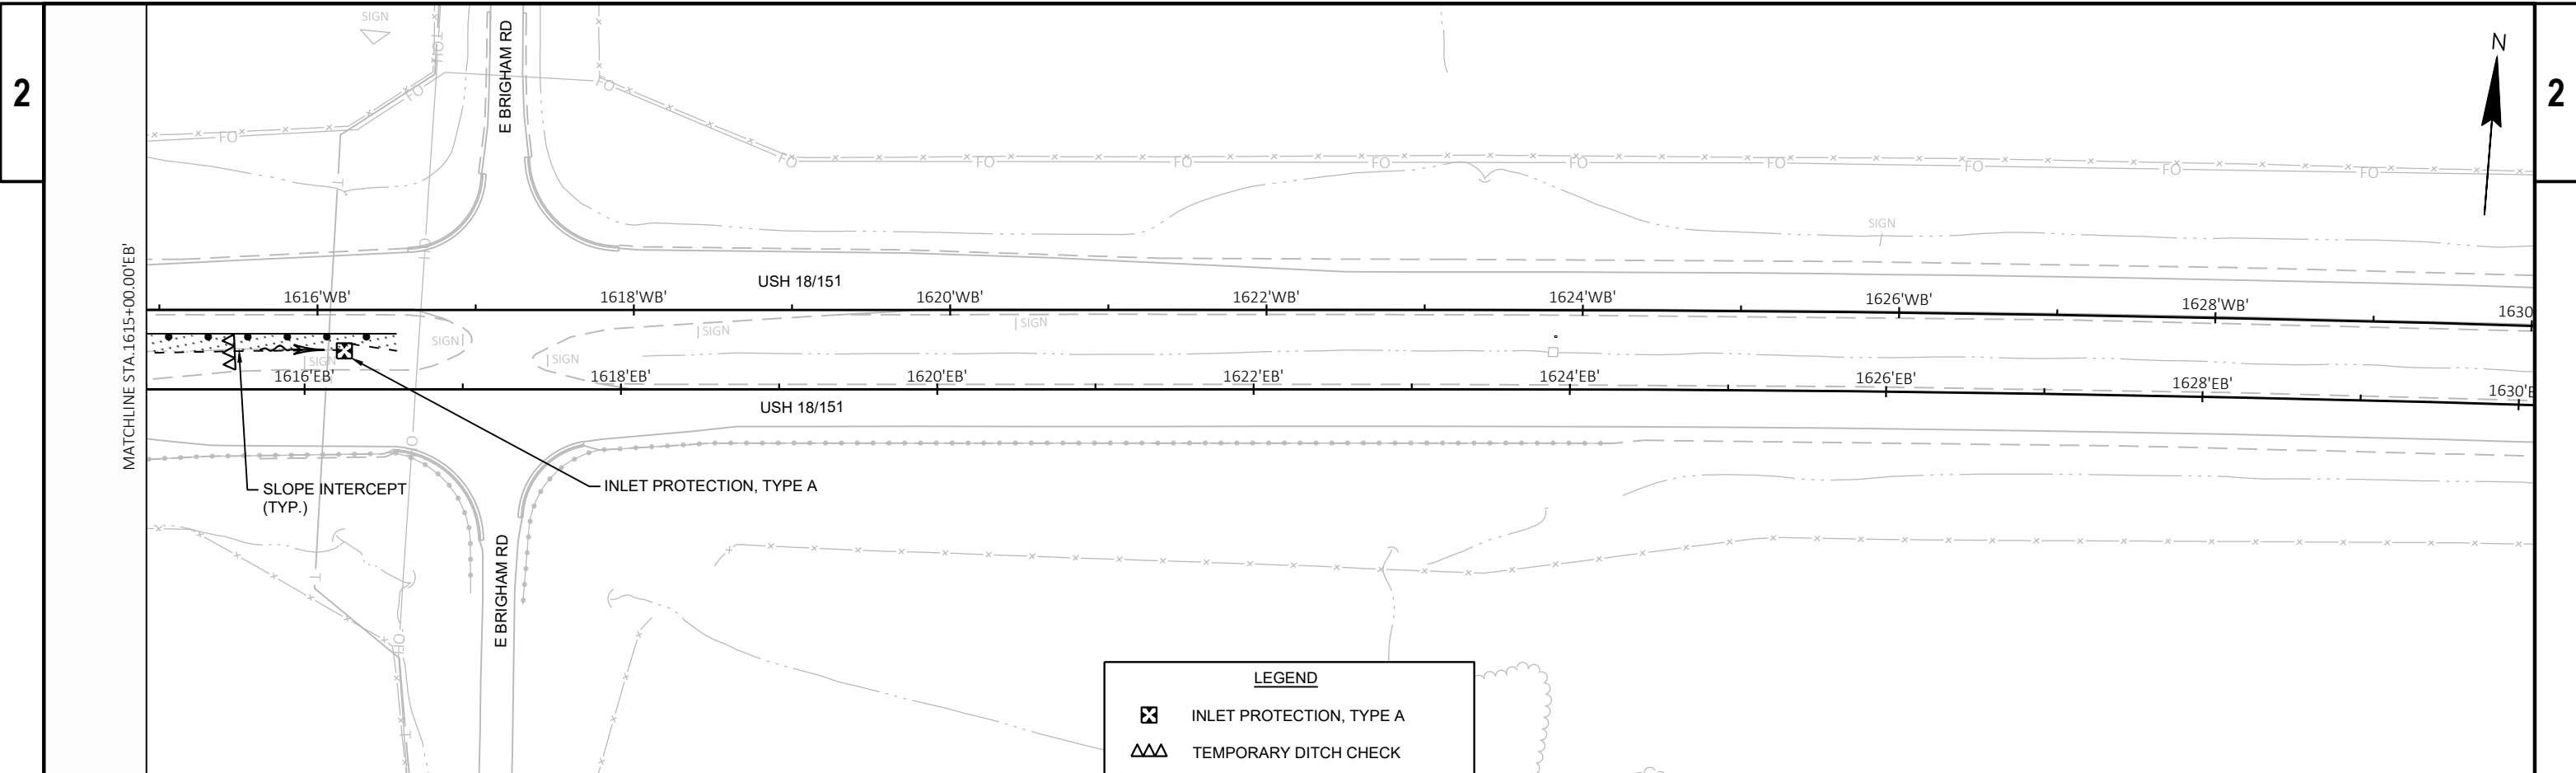 2
2
SIGN
N
E BRIGHAM RD
FO
FO
FO
FO
FO
FO
FO
FO
FO
FO
FO
FO
FO
SIGN
USH 18/151
1616'WB'
1618'WB'
1620'WB'
1622'WB'
1624'WB'
1626'WB'
1628'WB'
1630
MATCHLINE STA.1615+00.00'EB'
SIGN
SIGN
SIGN
SIGN
SIGN
1616'EB'
1618'EB'
1620'EB'
1622'EB'
1624'EB'
1626'EB'
1628'EB'
1630'E
USH 18/151
SLOPE INTERCEPT
(TYP.)
INLET PROTECTION, TYPE A
E BRIGHAM RD
LEGEND
INLET PROTECTION, TYPE A
TEMPORARY DITCH CHECK